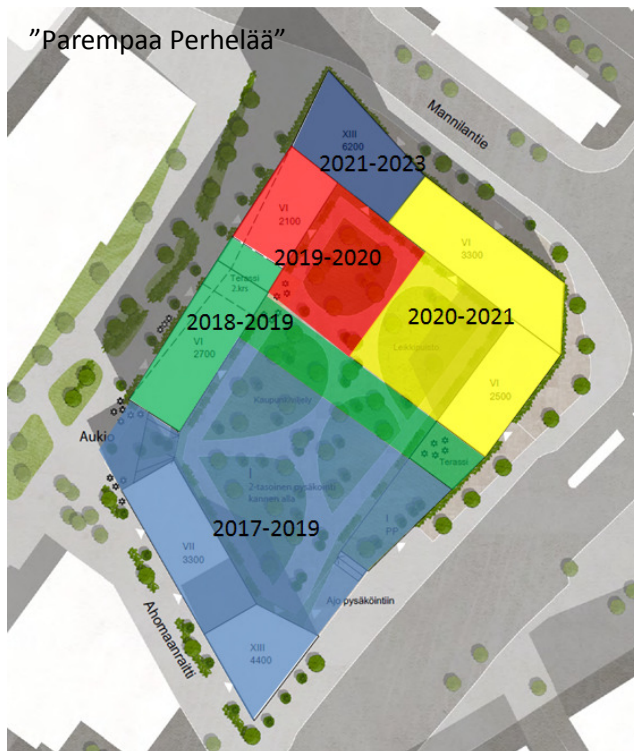 ”Parempaa Perhelää”
Mannilantie
XIII
6200
2021-2023
VI
2100
VI
3300
2019-2020
Terassi
2.krs
2018-2019
2020-2021
VI
2700
Leikkipuisto
VI
2500
Kaupunkiviljely
Aukio
Terassi
I
2-tasoinen pysäköinti
kannen alla
2017-2019
I
PP
VII
3300
Ajo pysäköintiin
Ahomaanraitti
XIII
4400